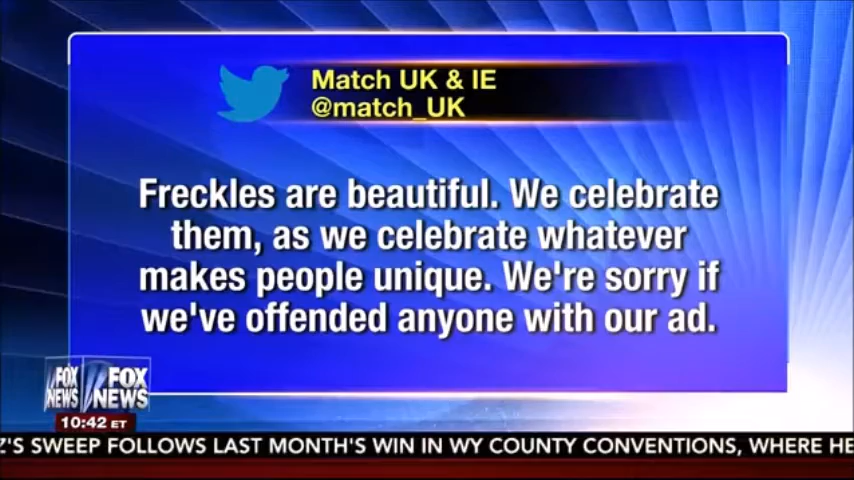 Match UK & IE
@match_UK
Freckles are beautiful. We celebrate
them, as we celebrate whatever
makes people unique. We're sorry if
we've offended anyone with our ad.
FOX NEWS
FOX NEWS
10:42 ET
Z'S SWEEP FOLLOWS LAST MONTH'S WIN IN WY COUNTY CONVENTIONS, WHERE HE